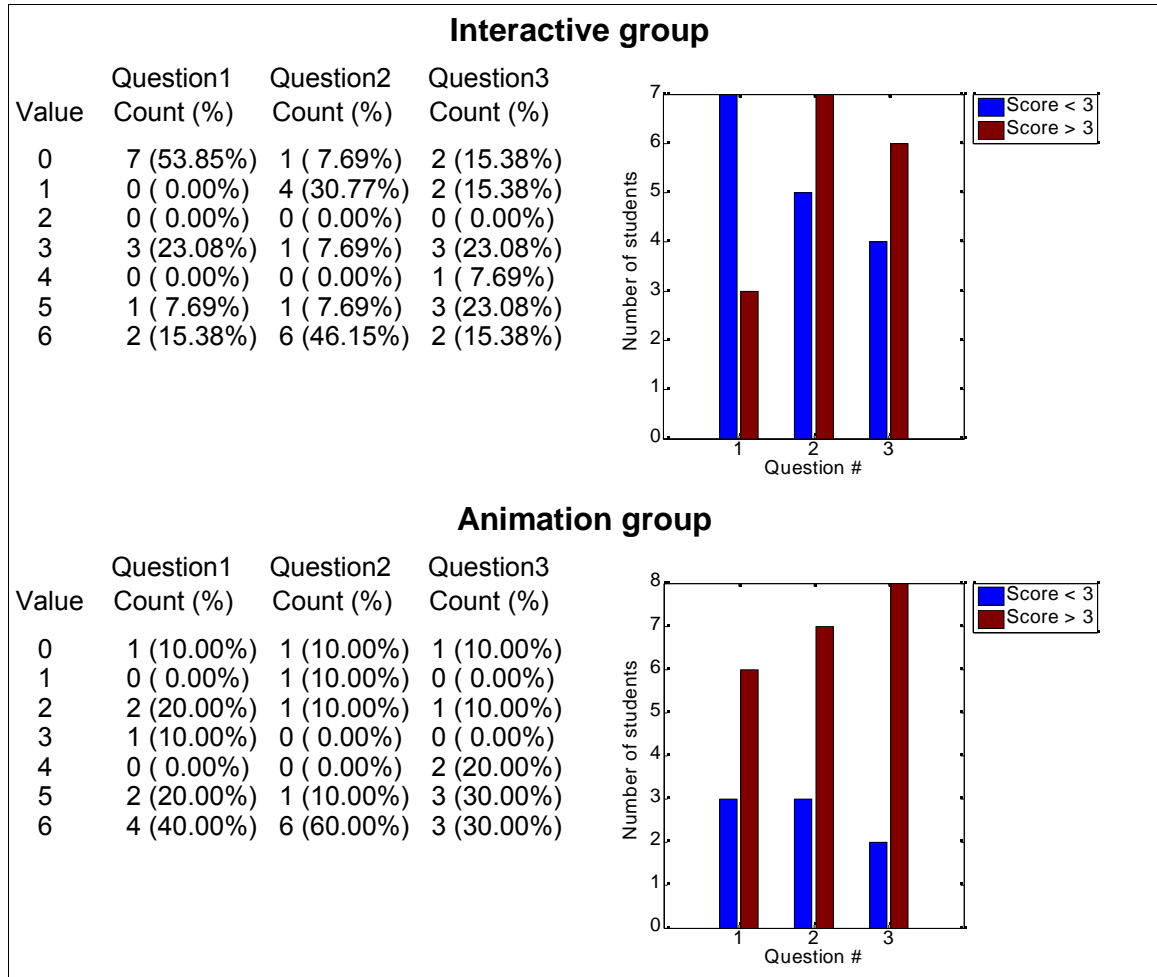 Interactive group
Question1 Question2 Question3
Value Count (%) Count (%) Count (%)
0 7 (53.85%) 1 ( 7.69%) 2 (15.38%)
1 0 ( 0.00%) 4 (30.77%) 2 (15.38%)
2 0 ( 0.00%) 0 ( 0.00%) 0 ( 0.00%)
3 3 (23.08%) 1 ( 7.69%) 3 (23.08%)
4 0 ( 0.00%) 0 ( 0.00%) 1 ( 7.69%)
5 1 ( 7.69%) 1 ( 7.69%) 3 (23.08%)
6 2 (15.38%) 6 (46.15%) 2 (15.38%)
Number of students
7
6
5
4
3
2
1
0
1 2 3
Question #
Score < 3
Score > 3
Animation group
Question1 Question2 Question3
Value Count (%) Count (%) Count (%)
0 1 (10.00%) 1 (10.00%) 1 (10.00%)
1 0 ( 0.00%) 1 (10.00%) 0 ( 0.00%)
2 2 (20.00%) 1 (10.00%) 1 (10.00%)
3 1 (10.00%) 0 ( 0.00%) 0 ( 0.00%)
4 0 ( 0.00%) 0 ( 0.00%) 2 (20.00%)
5 2 (20.00%) 1 (10.00%) 3 (30.00%)
6 4 (40.00%) 6 (60.00%) 3 (30.00%)
Number of students
8
7
6
5
4
3
2
1
0
1 2 3
Question #
Score < 3
Score > 3